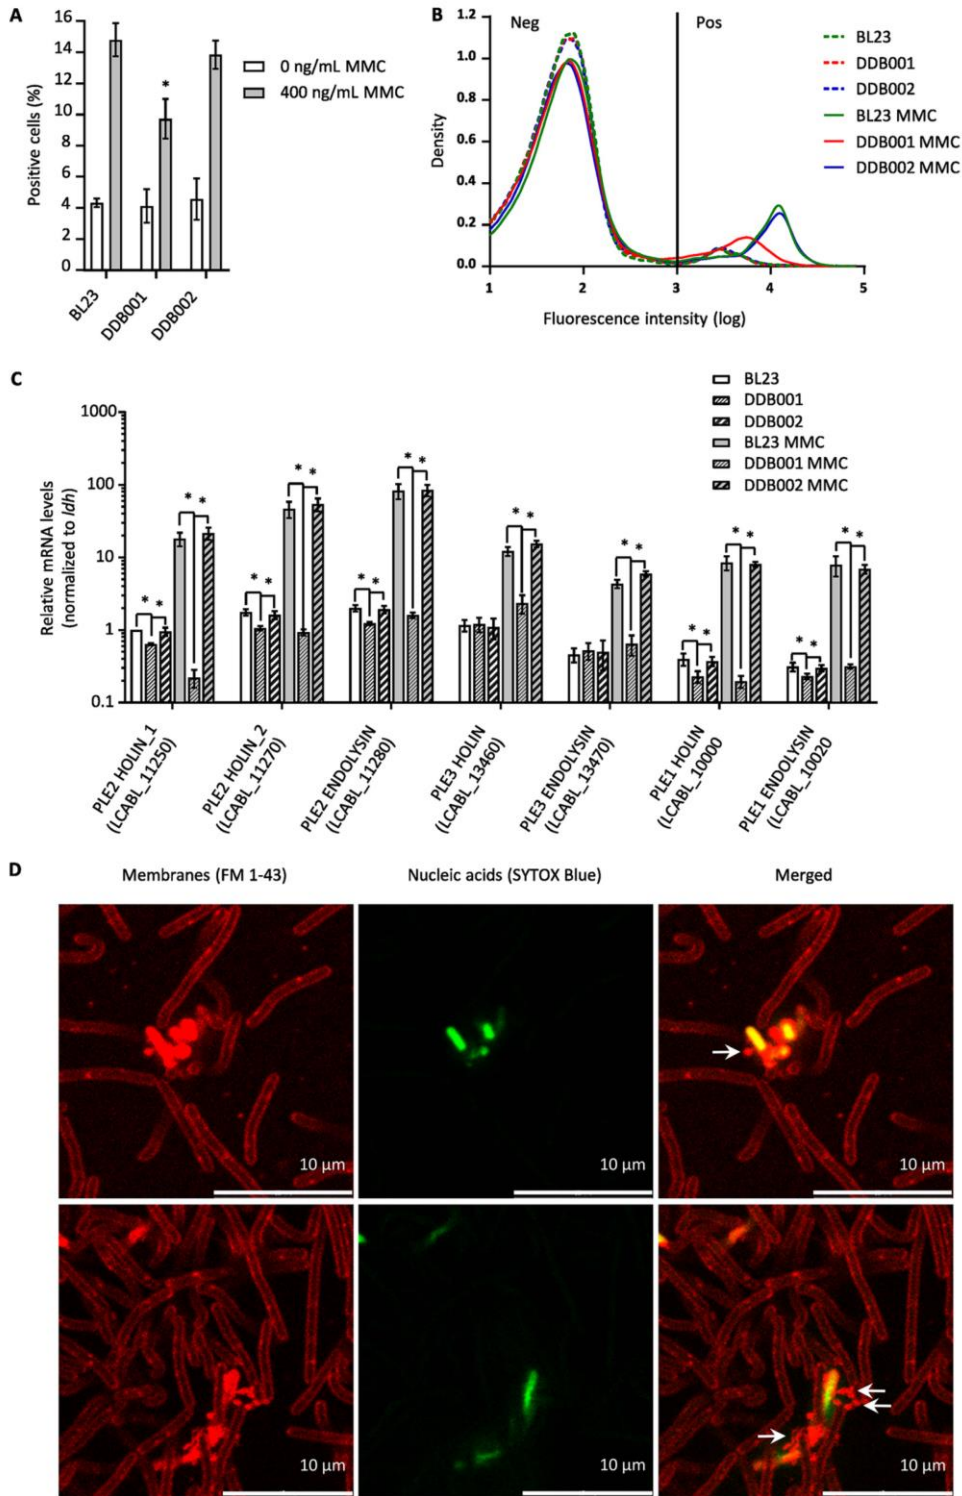 A
16
14
12
10
8
6
4
2
0
Positive cells (%)
*
0 ng/mL MMC
400 ng/mL MMC
BL23
DDB001
DDB002
B
Neg
Pos
1.2
1.0
0.8
0.6
0.4
0.2
0.0
Density
1
2
3
4
5
Fluorescence intensity (log)
BL23
DDB001
DDB002
BL23 MMC
DDB001 MMC
DDB002 MMC
C
1000
100
10
1
0.1
Relative mRNA levels
(normalized to ldh)
BL23
DDB001
DDB002
BL23 MMC
DDB001 MMC
DDB002 MMC
* * * *
* * * *
* * * *
* *
* *
* * * *
* * * *
PLE2 HOLIN_1
(LCABL_11250)
PLE2 HOLIN_2
(LCABL_11270)
PLE2 ENDOLYSIN
(LCABL_11280)
PLE3 HOLIN
(LCABL_13460)
PLE3 ENDOLYSIN
(LCABL_13470)
PLE1 HOLIN
(LCABL_10000)
PLE1 ENDOLYSIN
(LCABL_10020)
D
Membranes (FM 1-43)
Nucleic acids (SYTOX Blue)
Merged
10 µm
10 µm
10 µm
10 µm
10 µm
10 µm